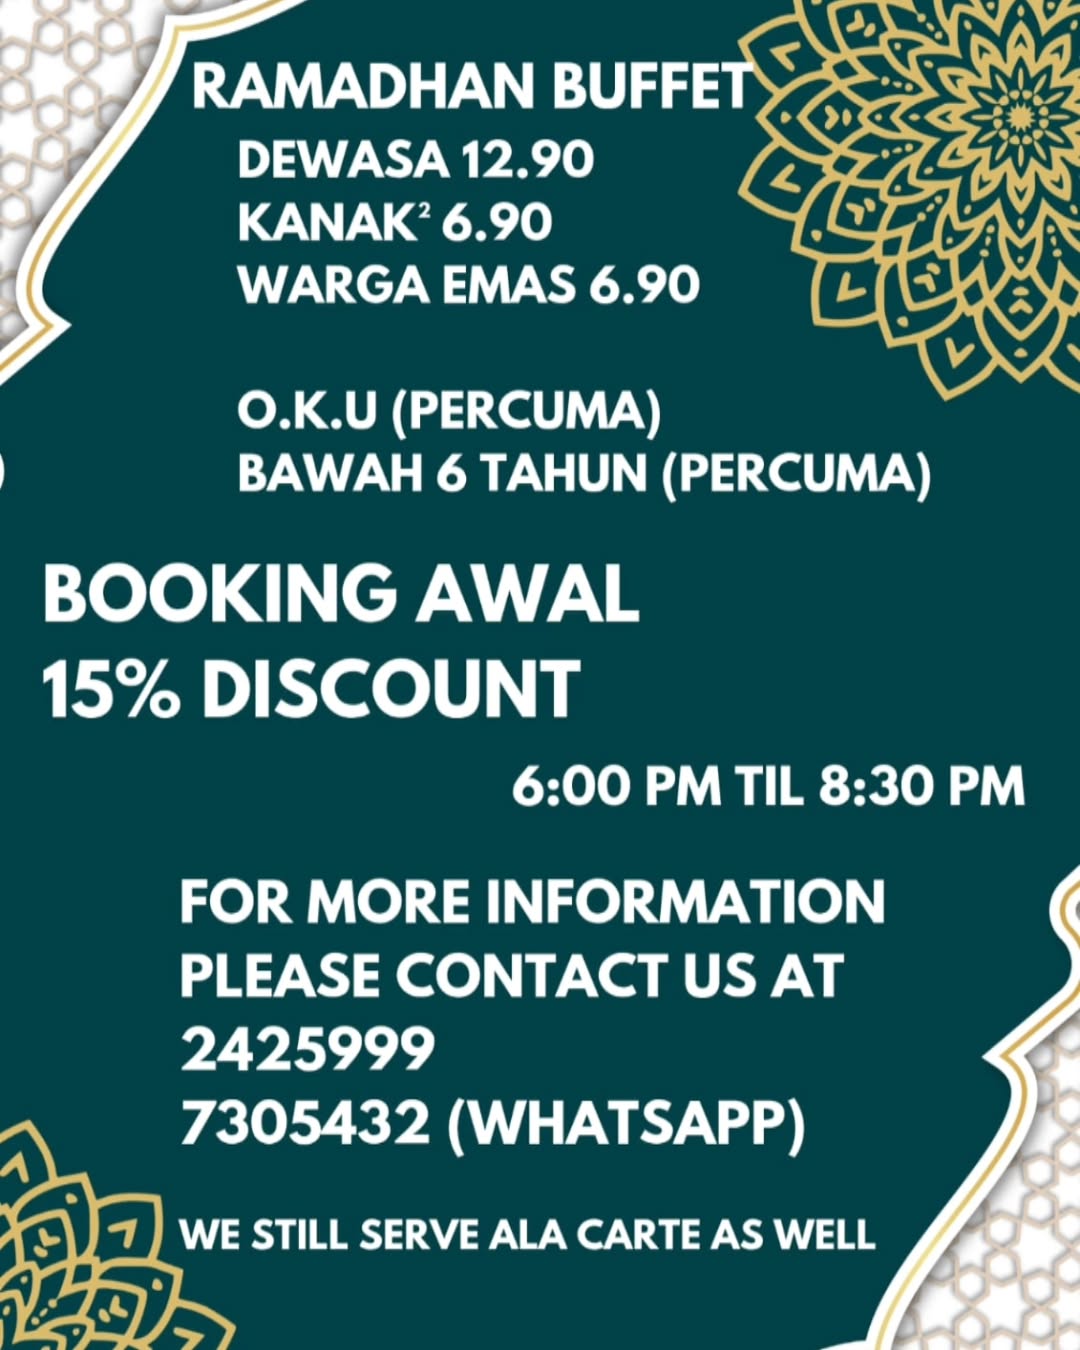 RAMADHAN BUFFET
DEWASA 12.90
KANAK² 6.90
WARGA EMAS 6.90
O.K.U (PERCUMA)
BAWAH 6 TAHUN (PERCUMA)
BOOKING AWAL
15% DISCOUNT
6:00 PM TIL 8:30 PM
FOR MORE INFORMATION
PLEASE CONTACT US AT
2425999
7305432 (WHATSAPP)
WE STILL SERVE ALA CARTE AS WELL